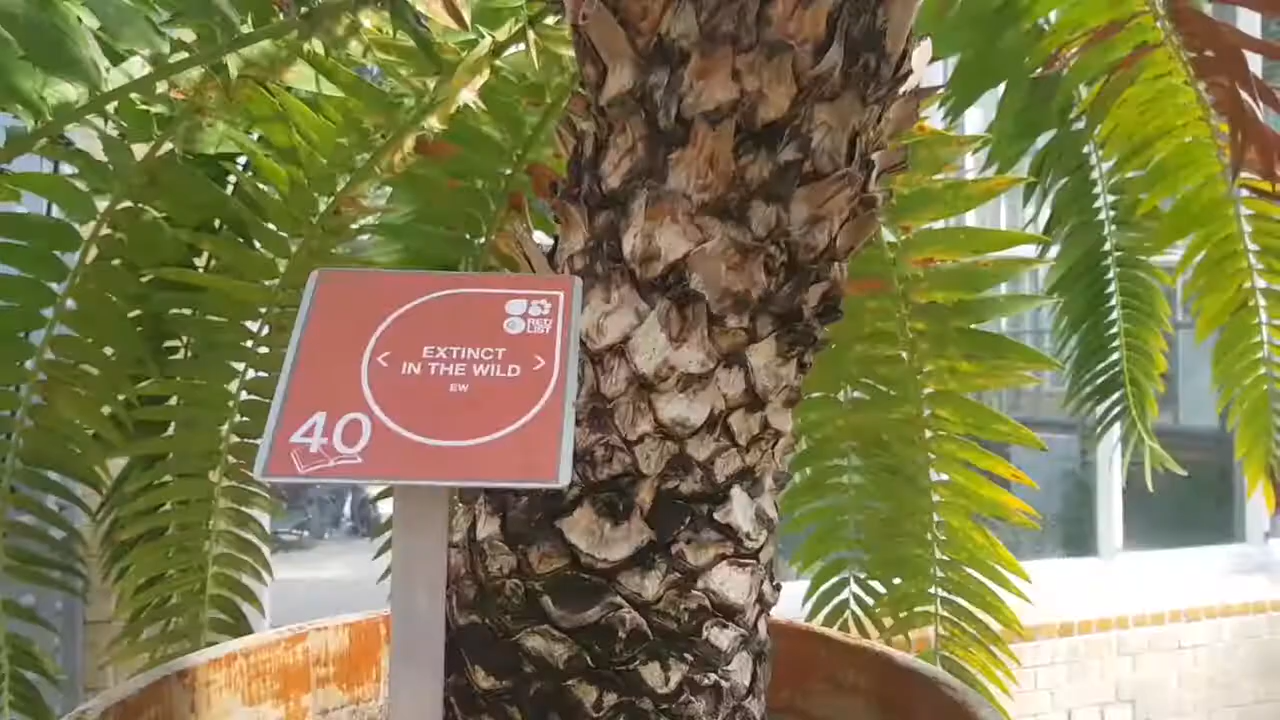 RED
LIST
< EXTINCT
IN THE WILD >
EW
40